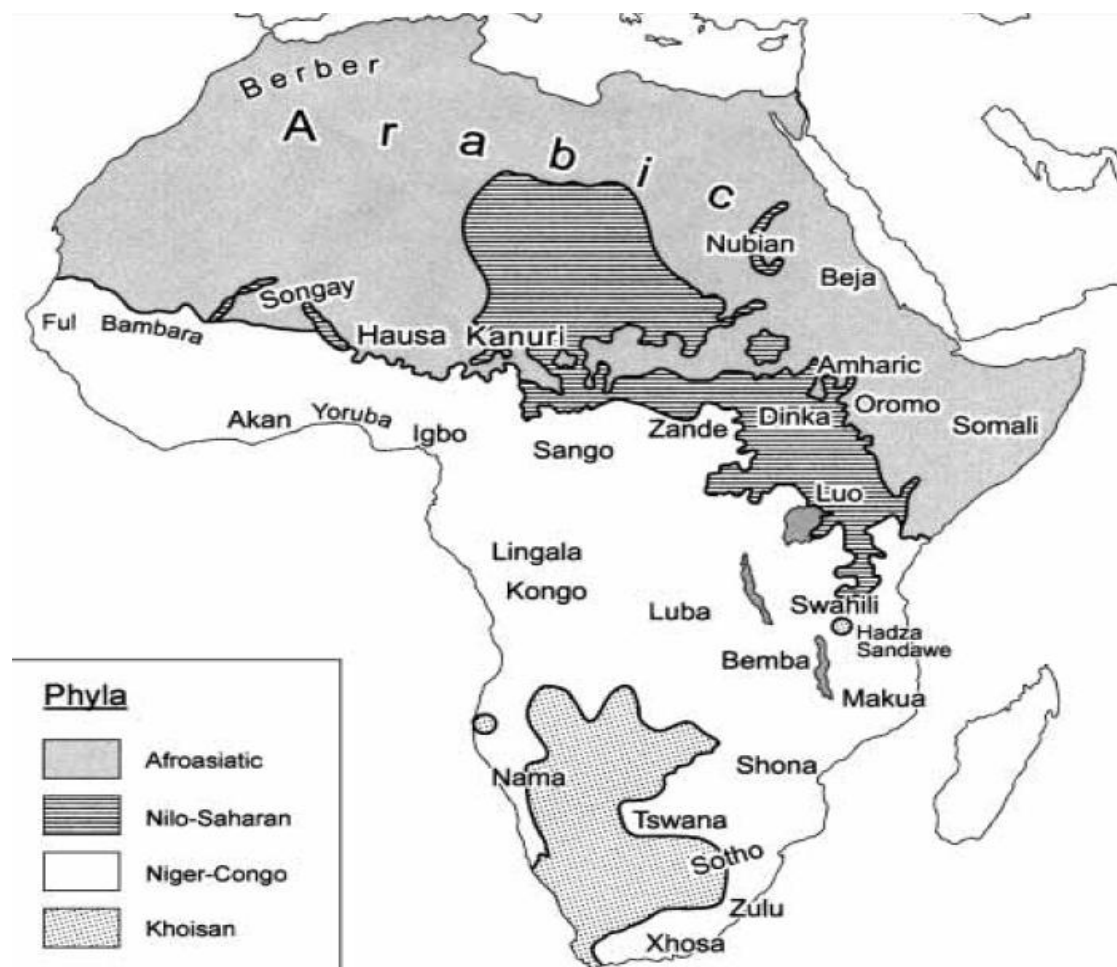 Berber
Arabic
Nubian
Beja
Songay
Ful Bambara
Hausa Kanuri
Amharic
Oromo
Akan Yoruba Igbo
Sango
Zande
Dinka
Somali
Luo
Lingala
Kongo
Luba
Swahili
Hadza
Sandawe
Bemba
Makua
Nama
Shona
Tswana
Sotho
Zulu
Xhosa
Phyla
Afroasiatic
Nilo-Saharan
Niger-Congo
Khoisan